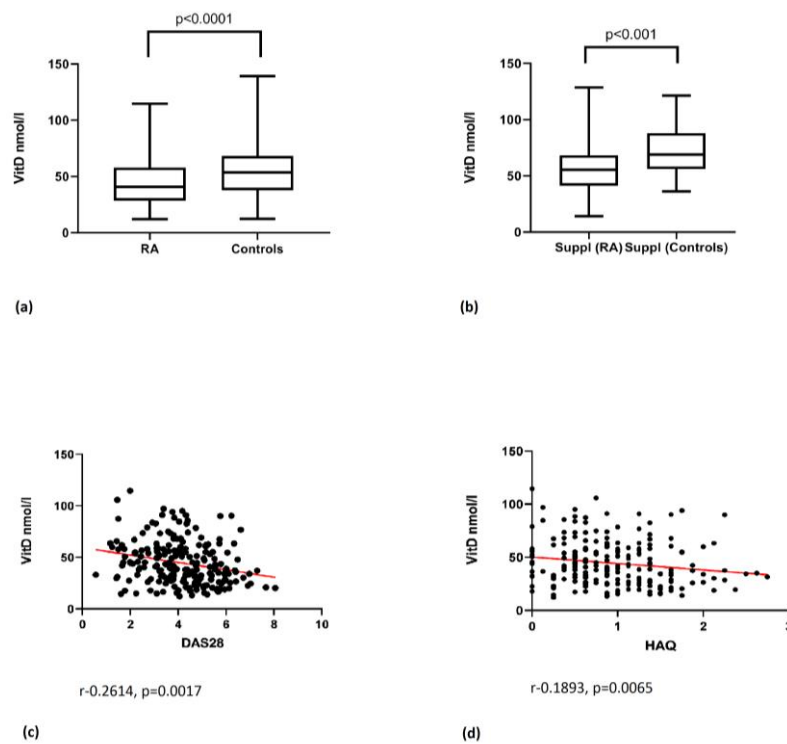 p<0.0001
VitD nmol/l
150
100
50
0
RA Controls
(a)
p<0.001
VitD nmol/l
150
100
50
0
Suppl (RA) Suppl (Controls)
(b)
VitD nmol/l
150
100
50
0
0 2 4 6 8 10
DAS28
r-0.2614, p=0.0017
(c)
VitD nmol/l
150
100
50
0
0 1 2 3
HAQ
r-0.1893, p=0.0065
(d)